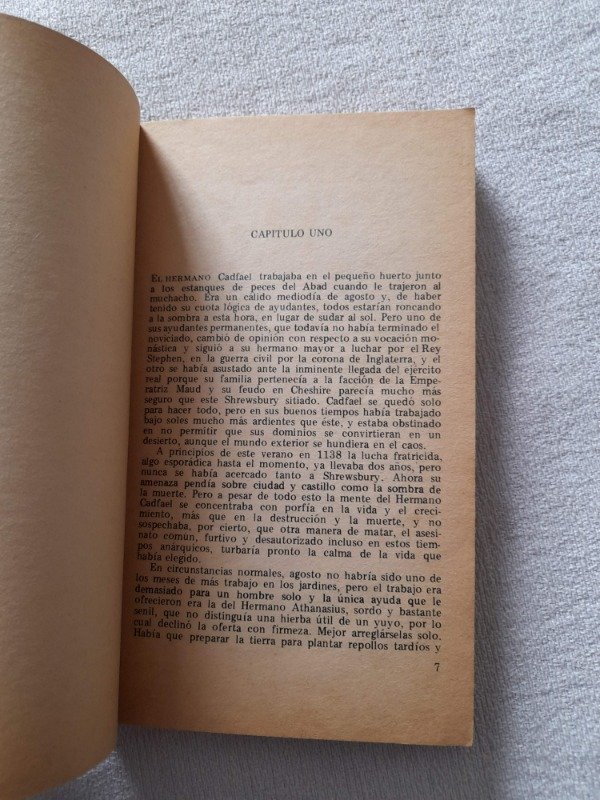 CAPITULO UNO
EL HERMANO Cadfael trabajaba en el pequeño huerto junto
a los estanques de peces del Abad cuando le trajeron al
muchacho. Era un cálido mediodía de agosto y, de haber
tenido su cuota lógica de ayudantes, todos estarían roncando
a la sombra a esta hora, en lugar de sudar al sol. Pero uno de
sus ayudantes permanentes, que todavía no había terminado el
noviciado, cambió de opinión con respecto a su vocación mo-
nástica y siguió a su hermano mayor a luchar por el Rey
Stephen, en la guerra civil por la corona de Inglaterra, y el
otro se había asustado ante la inminente llegada del ejército
real porque su familia pertenecía a la facción de la Empe-
ratriz Maud y su feudo en Cheshire parecía mucho más
seguro que este Shrewsbury sitiado. Cadfael se quedó solo
para hacer todo, pero en sus buenos tiempos había trabajado
bajo soles mucho más ardientes que éste, y estaba obstinado
en no permitir que sus dominios se convirtieran en un
desierto, aunque el mundo exterior se hundiera en el caos.
A principios de este verano en 1138 la lucha fratricida,
algo esporádica hasta el momento, ya llevaba dos años, pero
nunca se había acercado tanto a Shrewsbury. Ahora su
amenaza pendía sobre ciudad y castillo como la sombra de
la muerte. Pero a pesar de todo esto la mente del Hermano
Cadfael se concentraba con porfía en la vida y el creci-
miento, más que en la destrucción y la muerte, y no
sospechaba, por cierto, que otra manera de matar, el asesi-
nato común, furtivo y desautorizado incluso en estos tiem-
pos anárquicos, turbaría pronto la calma de la vida que
había elegido.
En circunstancias normales, agosto no habría sido uno de
los meses de más trabajo en los jardines, pero el trabajo era
demasiado para un hombre solo y la única ayuda que le
ofrecieron era la del Hermano Athanasius, sordo y bastante
senil, que no distinguía una hierba útil de un yuyo, por lo
cual declinó la oferta con firmeza. Mejor arreglárselas solo.
Había que preparar la tierra para plantar repollos tardíos y
7